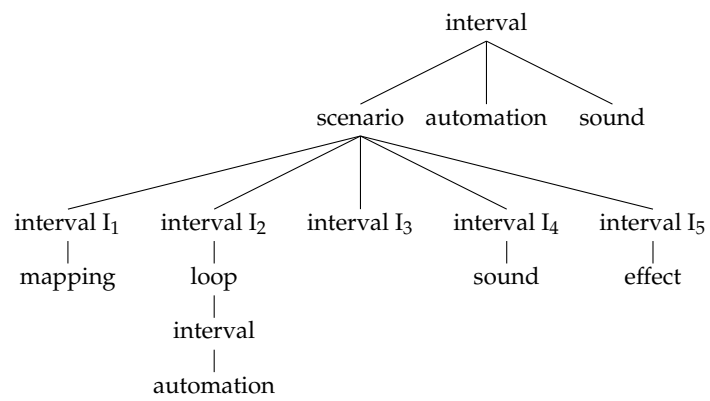 interval
scenario automation sound
interval I₁ interval I₂ interval I₃ interval I₄ interval I₅
mapping loop sound effect
interval
automation